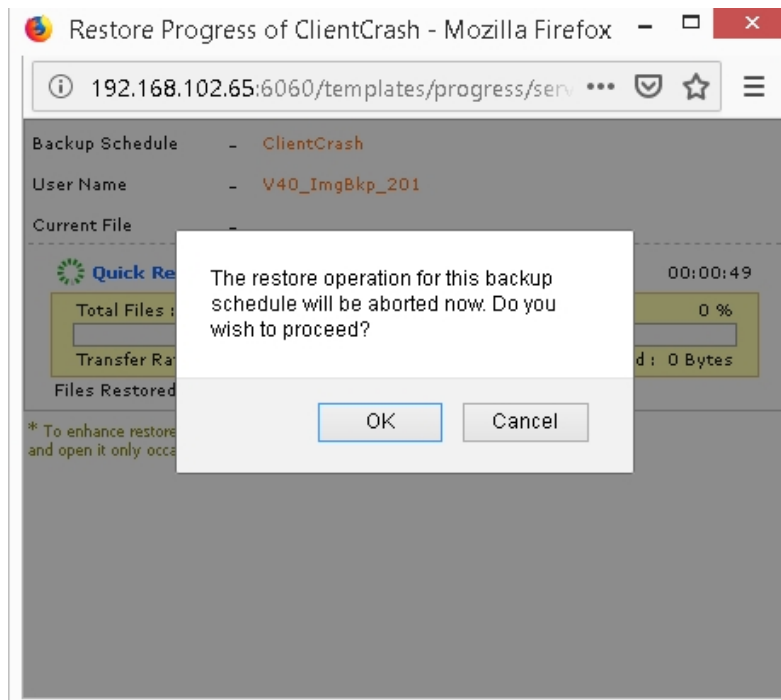 Restore Progress of ClientCrash - Mozilla Firefox
192.168.102.65:6060/templates/progress/serv
Backup Schedule - ClientCrash
User Name - V40_ImgBkp_201
Current File -
Quick Re 00:00:49
Total Files : 0 %
Transfer Ra d : 0 Bytes
Files Restored
* To enhance restore
and open it only occa
The restore operation for this backup
schedule will be aborted now. Do you
wish to proceed?
OK Cancel